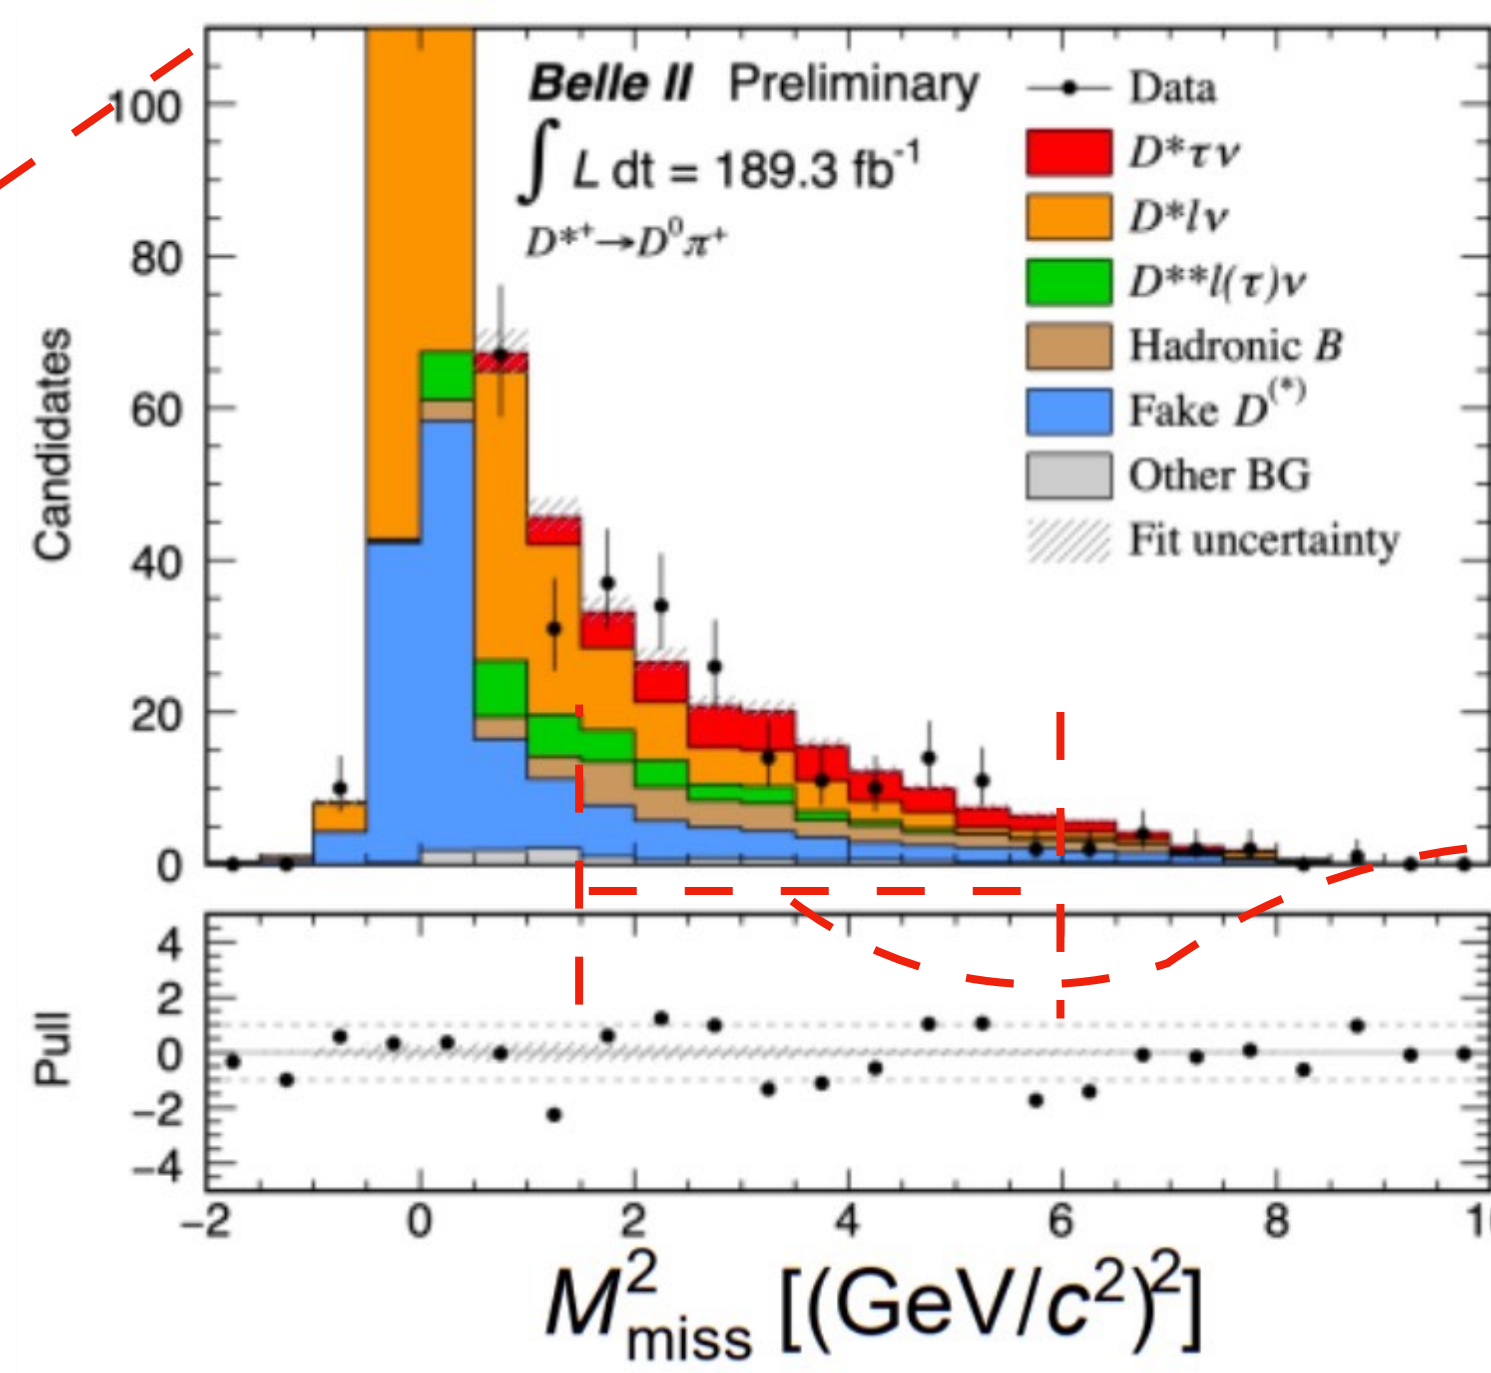 Belle II Preliminary
∫ L dt = 189.3 fb⁻¹
D*⁺→D⁰π⁺
Data
D*τν
D*lν
D**l(τ)ν
Hadronic B
Fake D⁽*⁾
Other BG
Fit uncertainty
Candidates
100
80
60
40
20
0
Pull
4
2
0
−2
−4
−2 0 2 4 6 8
M²miss [(GeV/c²)²]